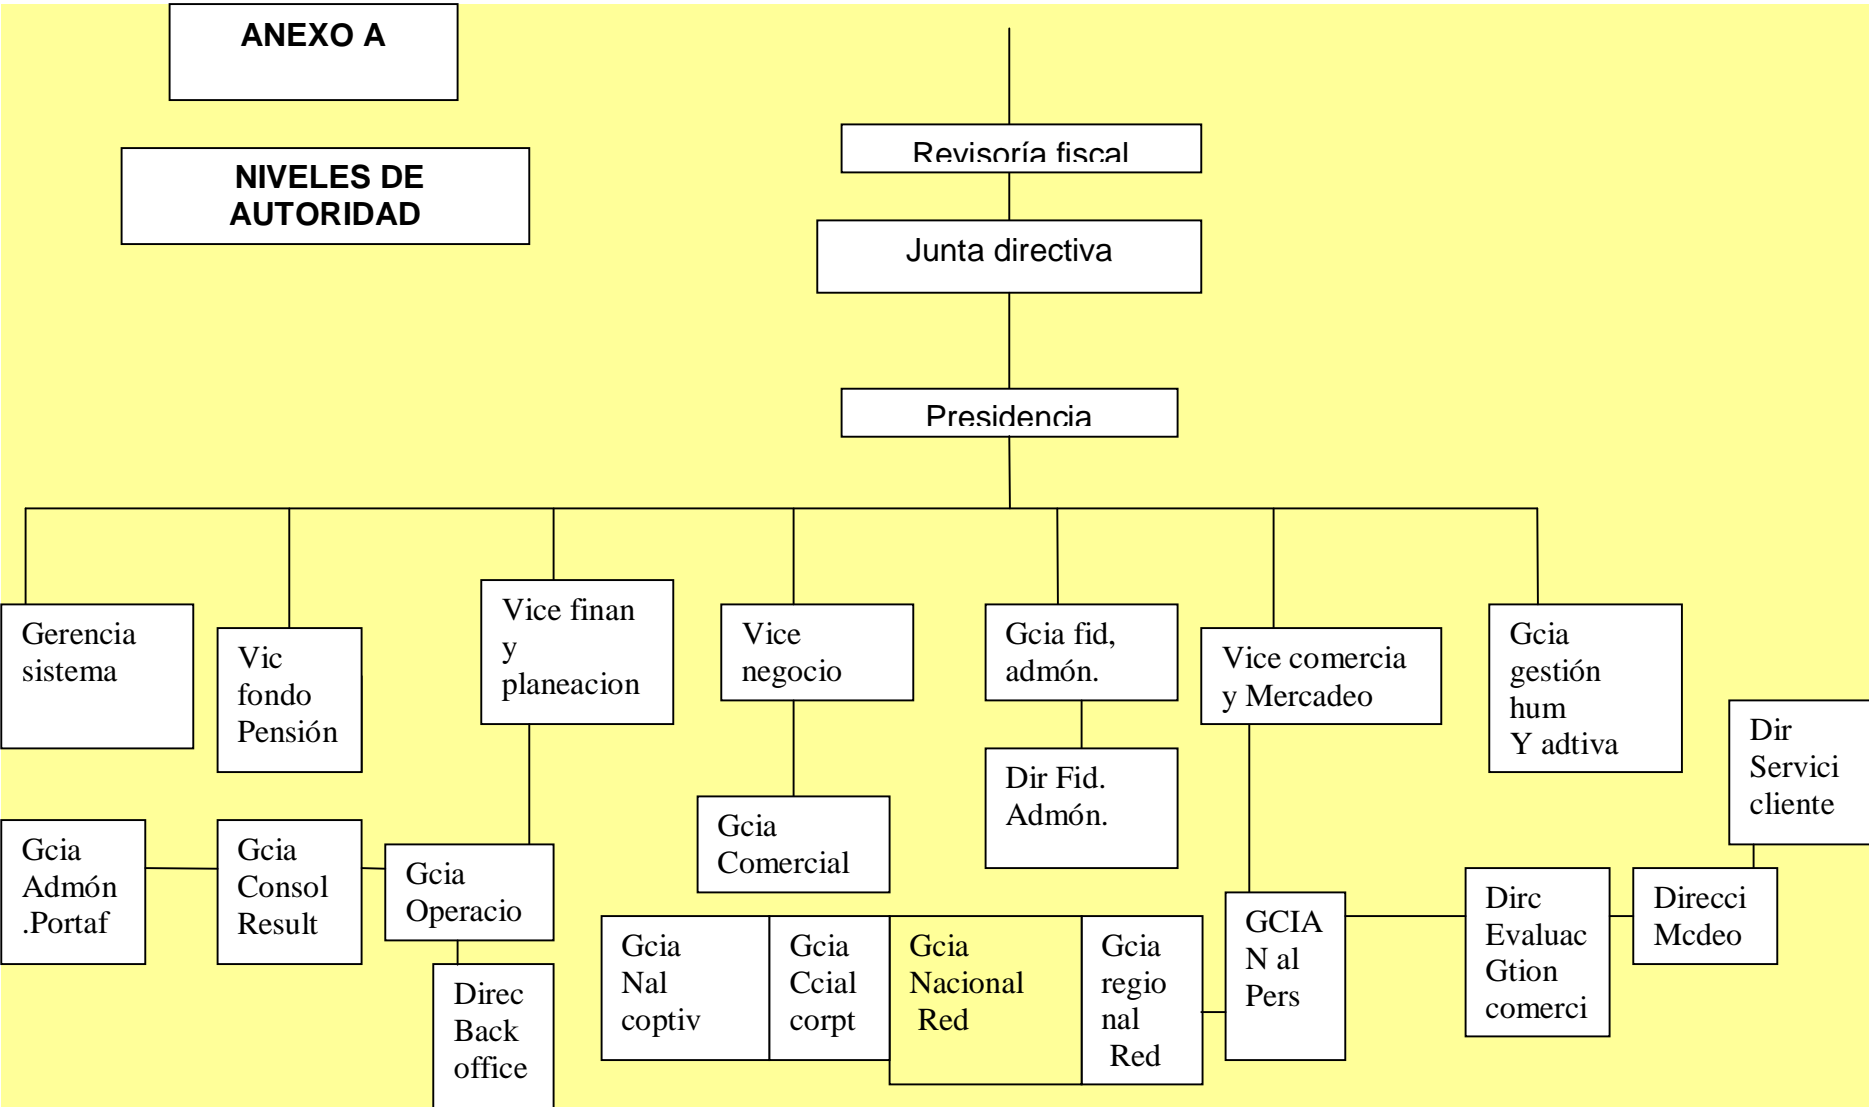 ANEXO A
NIVELES DE
AUTORIDAD
Revisoría fiscal
Junta directiva
Presidencia
Gerencia
sistema
Vic
fondo
Pensión
Vice finan
y
planeacion
Vice
negocio
Gcia fid,
admón.
Vice comercia
y Mercadeo
Gcia
gestión
hum
Y adtiva
Dir
Servici
cliente
Dir Fid.
Admón.
Gcia
Comercial
Gcia
Admón
.Portaf
Gcia
Consol
Result
Gcia
Operacio
Direc
Back
office
Gcia
Nal
coptiv
Gcia
Ccial
corpt
Gcia
Nacional
Red
Gcia
regio
nal
Red
GCIA
N al
Pers
Dirc
Evaluac
Gtion
comerci
Direcci
Mcdeo